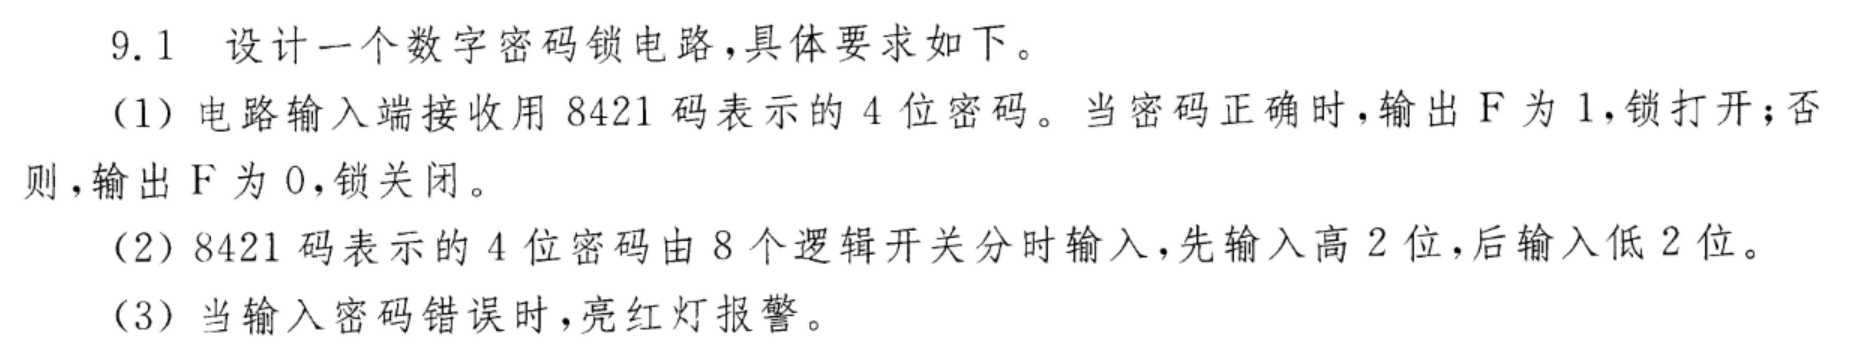 9.1 设计一个数字密码锁电路,具体要求如下。
(1) 电路输入端接收用 8421 码表示的 4 位密码。当密码正确时,输出 F 为 1,锁打开;否
则,输出 F 为 0,锁关闭。
(2) 8421 码表示的 4 位密码由 8 个逻辑开关分时输入,先输入高 2 位,后输入低 2 位。
(3) 当输入密码错误时,亮红灯报警。